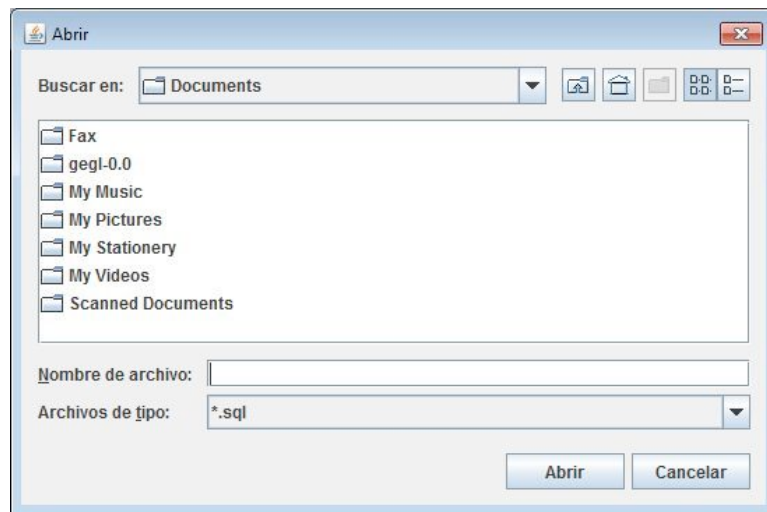 Abrir
Buscar en: Documents
Fax
gegl-0.0
My Music
My Pictures
My Stationery
My Videos
Scanned Documents
Nombre de archivo:
Archivos de tipo: *.sql
Abrir Cancelar